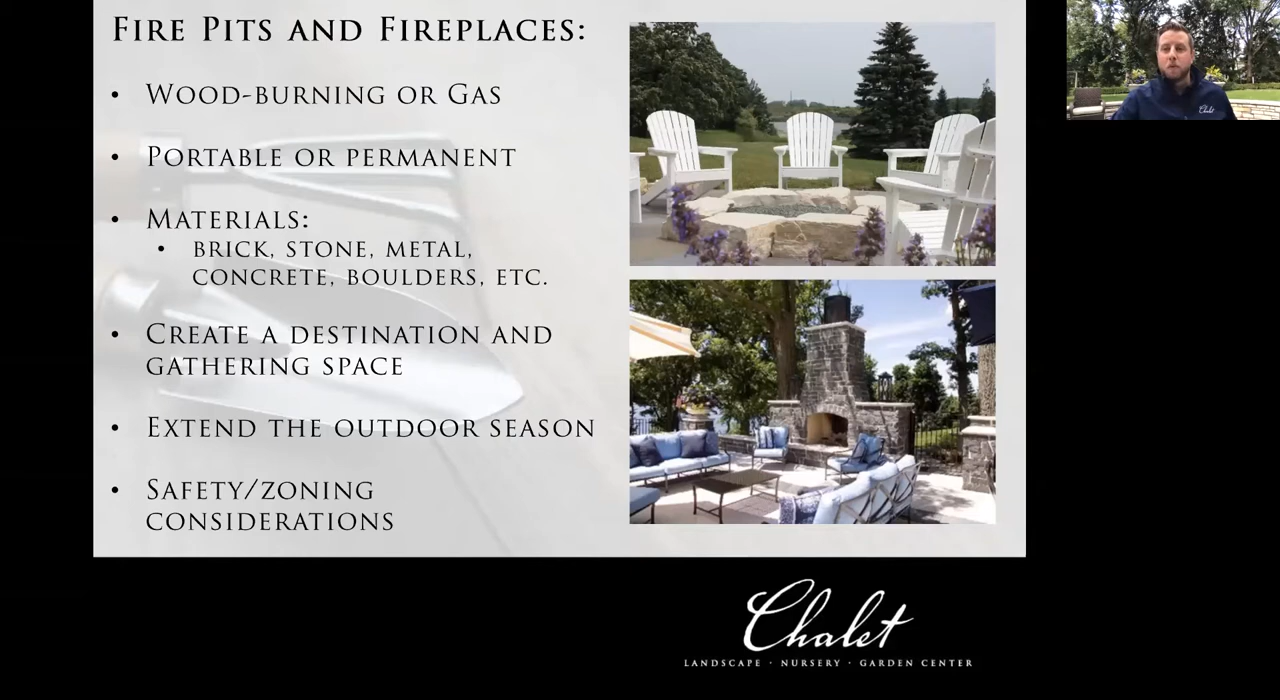 FIRE PITS AND FIREPLACES:
• WOOD-BURNING OR GAS
• PORTABLE OR PERMANENT
• MATERIALS:
• BRICK, STONE, METAL,
CONCRETE, BOULDERS, ETC.
• CREATE A DESTINATION AND
GATHERING SPACE
• EXTEND THE OUTDOOR SEASON
• SAFETY/ZONING
CONSIDERATIONS
Chalet
Chalet
LANDSCAPE · NURSERY · GARDEN CENTER